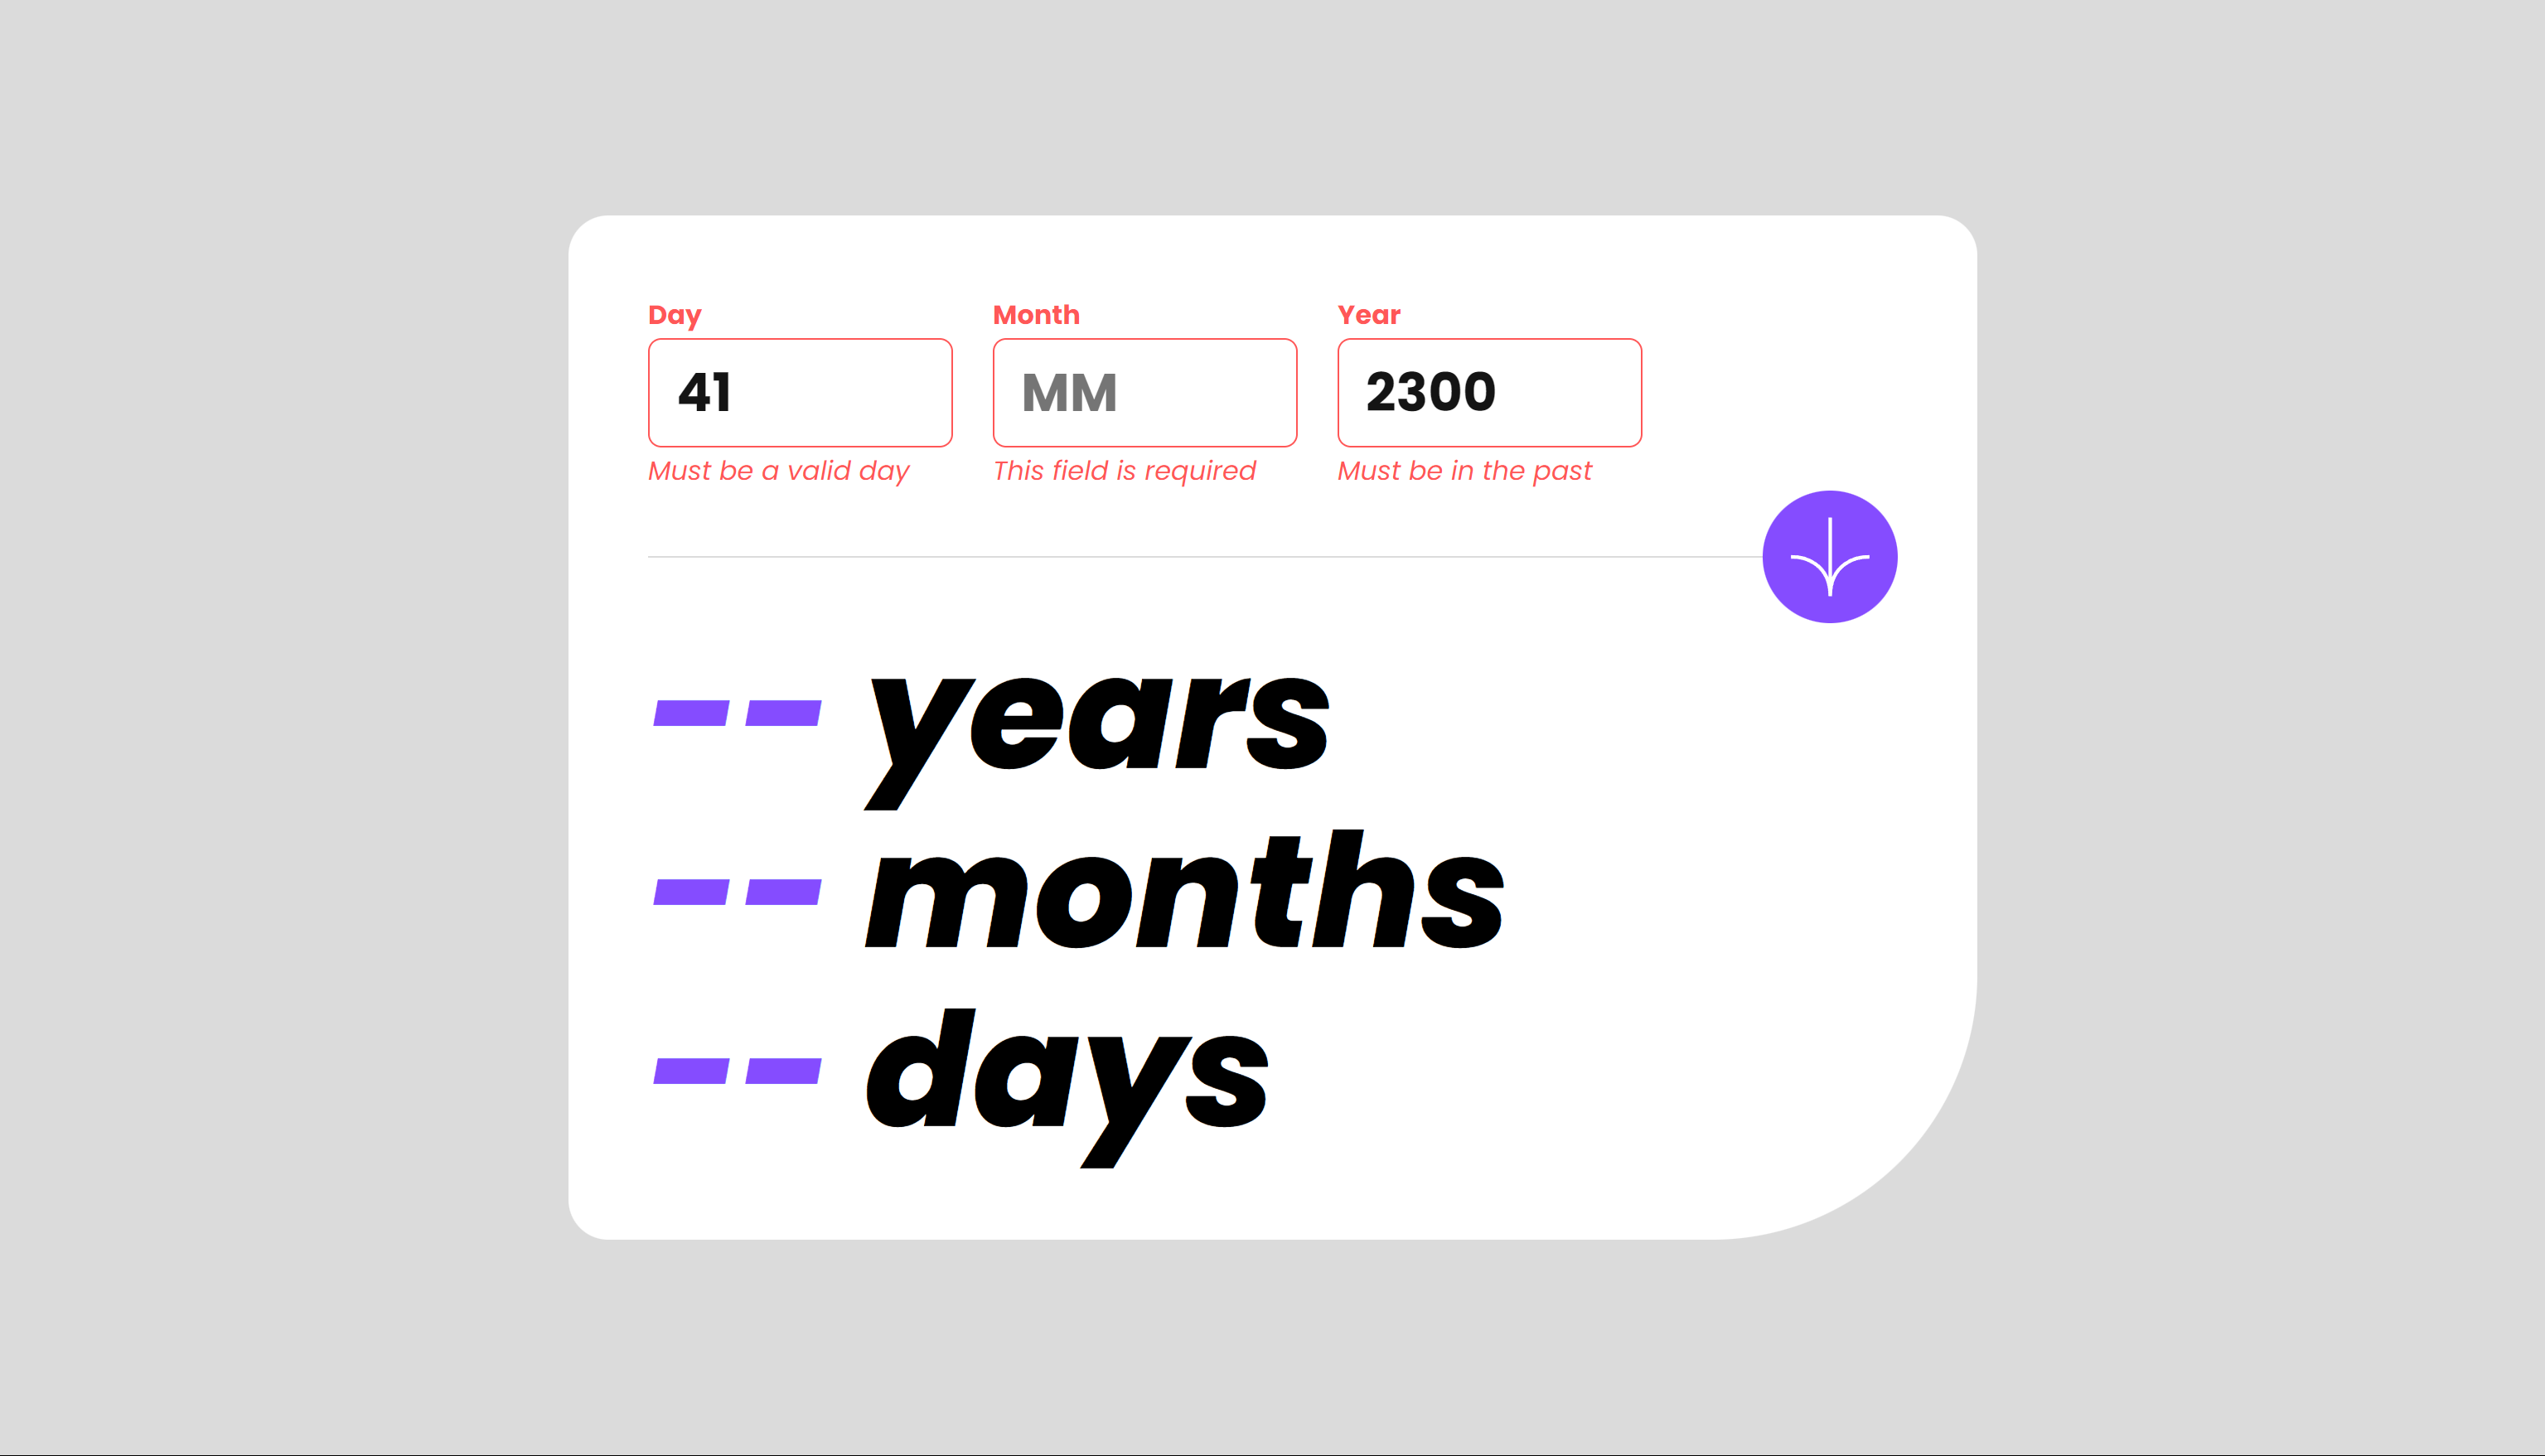 Day Month Year
41 MM 2300
Must be a valid day This field is required Must be in the past
-- years
-- months
-- days